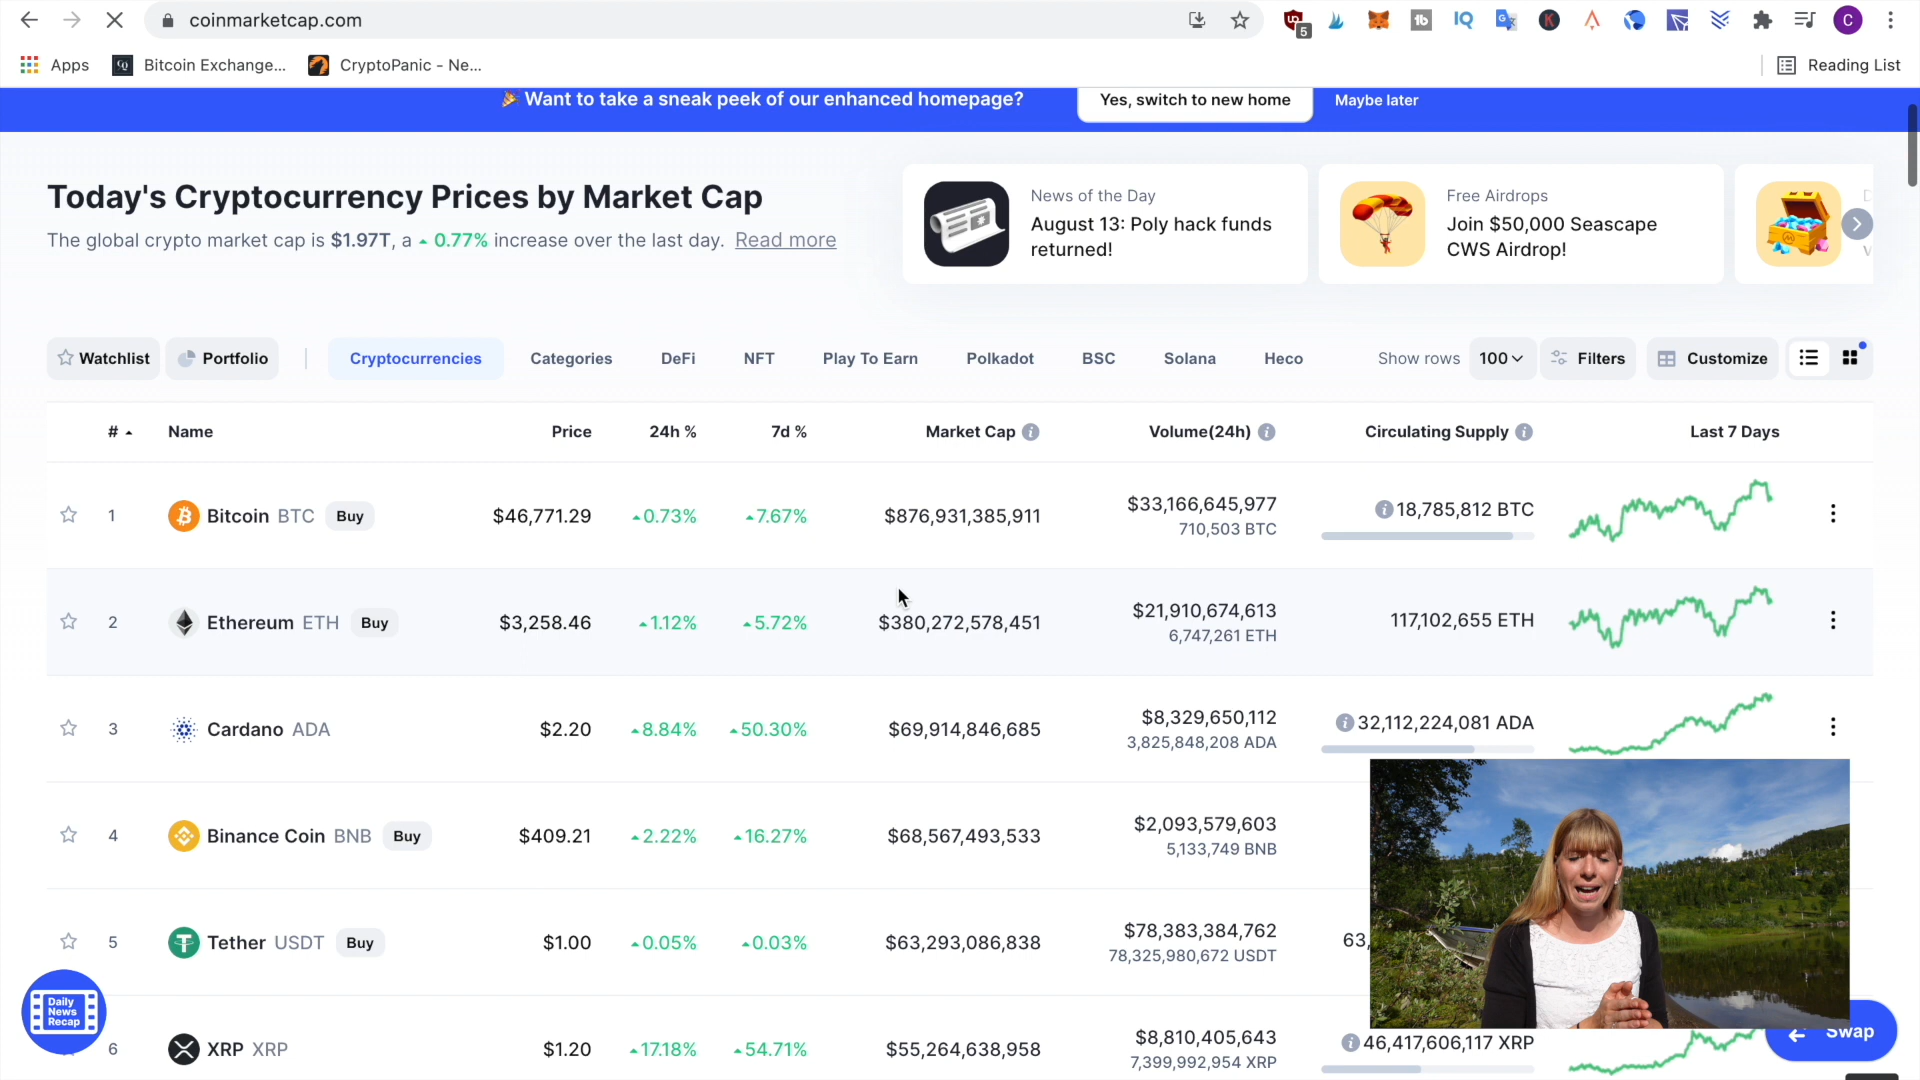 coinmarketcap.com
5
Apps
Bitcoin Exchange...
CryptoPanic - Ne...
Reading List
Want to take a sneak peek of our enhanced homepage?
Yes, switch to new home
Maybe later
Today's Cryptocurrency Prices by Market Cap
The global crypto market cap is $1.97T, a 0.77% increase over the last day. Read more
News of the Day
August 13: Poly hack funds
returned!
Free Airdrops
Join $50,000 Seascape
CWS Airdrop!
Watchlist
Portfolio
Cryptocurrencies
Categories
DeFi
NFT
Play To Earn
Polkadot
BSC
Solana
Heco
Show rows
100
Filters
Customize
# Name Price 24h % 7d % Market Cap Volume(24h) Circulating Supply Last 7 Days
1 Bitcoin BTC Buy $46,771.29 0.73% 7.67% $876,931,385,911 $33,166,645,977 18,785,812 BTC
710,503 BTC
2 Ethereum ETH Buy $3,258.46 1.12% 5.72% $380,272,578,451 $21,910,674,613 117,102,655 ETH
6,747,261 ETH
3 Cardano ADA $2.20 8.84% 50.30% $69,914,846,685 $8,329,650,112 32,112,224,081 ADA
3,825,848,208 ADA
4 Binance Coin BNB Buy $409.21 2.22% 16.27% $68,567,493,533 $2,093,579,603
5,133,749 BNB
5 Tether USDT Buy $1.00 0.05% 0.03% $63,293,086,838 $78,383,384,762 63,
78,325,980,672 USDT
6 XRP XRP $1.20 17.18% 54.71% $55,264,638,958 $8,810,405,643 46,417,606,117 XRP
7,399,992,954 XRP
Daily
News
Recap
Swap